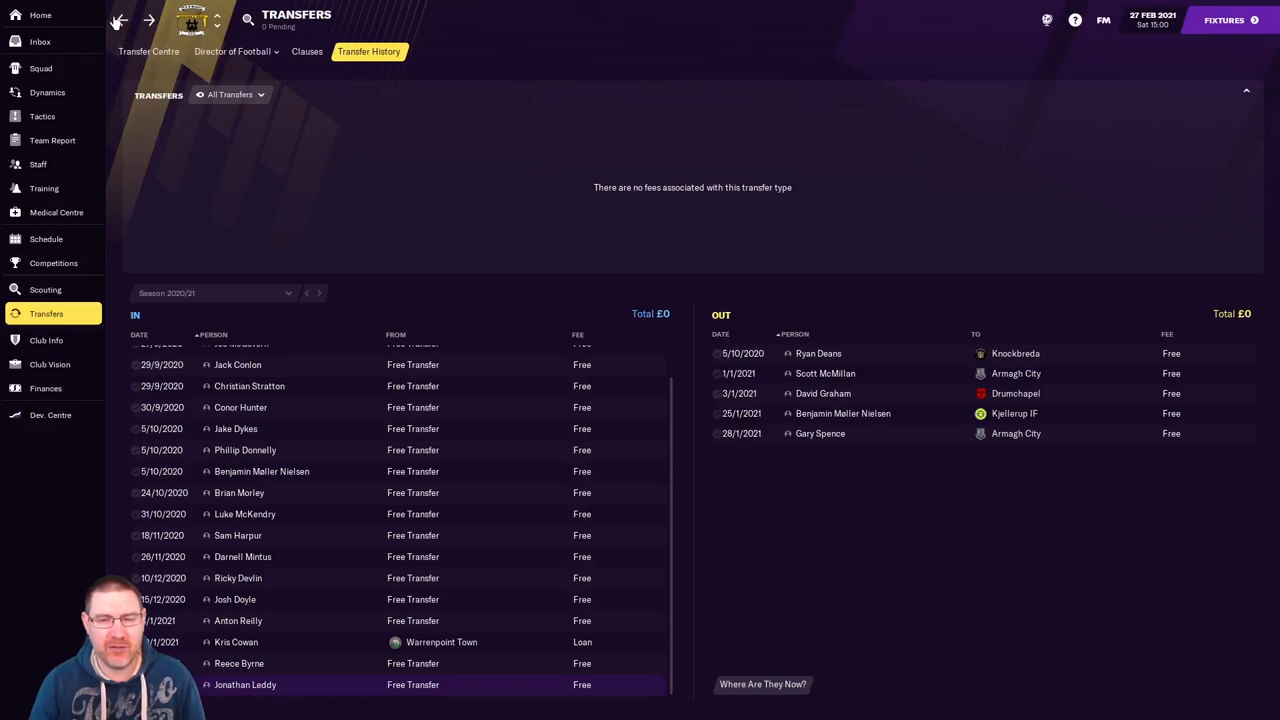 Home
TRANSFERS
0 Pending
FM
27 FEB 2021
Sat 15:00
FIXTURES
Inbox
Squad
Dynamics
Tactics
Team Report
Staff
Training
Medical Centre
Schedule
Competitions
Scouting
Transfers
Club Info
Club Vision
Finances
Dev. Centre
Transfer Centre
Director of Football
Clauses
Transfer History
TRANSFERS
All Transfers
There are no fees associated with this transfer type
Season 2020/21
IN
Total £0
DATE PERSON FROM FEE
29/9/2020 Jack Conlon Free Transfer Free
29/9/2020 Christian Stratton Free Transfer Free
30/9/2020 Conor Hunter Free Transfer Free
5/10/2020 Jake Dykes Free Transfer Free
5/10/2020 Phillip Donnelly Free Transfer Free
5/10/2020 Benjamin Møller Nielsen Free Transfer Free
24/10/2020 Brian Morley Free Transfer Free
31/10/2020 Luke McKendry Free Transfer Free
18/11/2020 Sam Harpur Free Transfer Free
26/11/2020 Darnell Mintus Free Transfer Free
10/12/2020 Ricky Devlin Free Transfer Free
15/12/2020 Josh Doyle Free Transfer Free
Anton Reilly Free Transfer Free
Kris Cowan Warrenpoint Town Loan
Reece Byrne Free Transfer Free
Jonathan Leddy Free Transfer Free
OUT
Total £0
DATE PERSON TO FEE
5/10/2020 Ryan Deans Knockbreda Free
1/1/2021 Scott McMillan Armagh City Free
3/1/2021 David Graham Drumchapel Free
25/1/2021 Benjamin Møller Nielsen Kjellerup IF Free
28/1/2021 Gary Spence Armagh City Free
Where Are They Now?